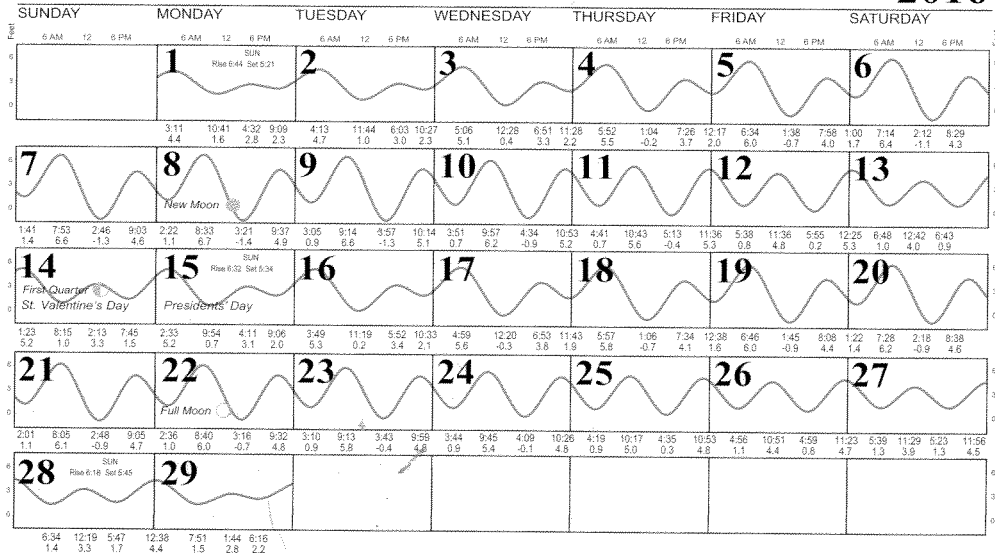 2016
SUNDAY MONDAY TUESDAY WEDNESDAY THURSDAY FRIDAY SATURDAY
Feet 6 AM 12 6 PM 6 AM 12 6 PM 6 AM 12 6 PM 6 AM 12 6 PM 6 AM 12 6 PM 6 AM 12 6 PM 6 AM 12 6 PM
1 2 3 4 5 6
SUN
Rise 6:44 Set 5:21
6
3
0
3:11 10:41 4:32 9:09 4:13 11:44 6:03 10:27 5:06 12:28 6:51 11:28 5:52 1:04 7:26 12:17 6:34 1:38 7:58 1:00 7:14 2:12 8:29
4.4 1.6 2.8 2.3 4.7 1.0 3.0 2.3 5.1 0.4 3.3 2.2 5.5 -0.2 3.7 2.0 6.0 -0.7 4.0 1.7 6.4 -1.1 4.3
7 8 9 10 11 12 13
6
3
0
New Moon
1:41 7:53 2:46 9:03 2:22 8:33 3:21 9:37 3:05 9:14 3:57 10:14 3:51 9:57 4:34 10:53 4:41 10:43 5:13 11:36 5:38 11:36 5:55 12:25 6:48 12:42 6:43
1.4 6.6 -1.3 4.6 1.1 6.7 -1.4 4.9 0.9 6.6 -1.3 5.1 0.7 6.2 -0.9 5.2 0.7 5.6 -0.4 5.3 0.8 4.8 0.2 5.3 1.0 4.0 0.9
14 15 16 17 18 19 20
SUN
Rise 6:32 Set 5:34
6
3
0
First Quarter
St. Valentine's Day Presidents' Day
1:23 8:15 2:13 7:45 2:33 9:54 4:11 9:06 3:49 11:19 5:52 10:33 4:59 12:20 6:53 11:43 5:57 1:06 7:34 12:38 6:46 1:45 8:08 1:22 7:28 2:18 8:38
5.2 1.0 3.3 1.5 5.2 0.7 3.1 2.0 5.3 0.2 3.4 2.1 5.6 -0.3 3.8 1.9 5.8 -0.7 4.1 1.6 6.0 -0.9 4.4 1.4 6.2 -0.9 4.6
21 22 23 24 25 26 27
6
3
0
Full Moon
2:01 8:05 2:48 9:05 2:36 8:40 3:16 9:32 3:10 9:13 3:43 9:59 3:44 9:45 4:09 10:26 4:19 10:17 4:35 10:53 4:56 10:51 4:59 11:23 5:39 11:29 5:23 11:56
1.1 6.1 -0.9 4.7 1.0 6.0 -0.7 4.8 0.9 5.8 -0.4 4.8 0.9 5.4 -0.1 4.8 0.9 5.0 0.3 4.8 1.1 4.4 0.8 4.7 1.3 3.9 1.3 4.5
28 29
SUN
Rise 6:18 Set 5:45
6
3
0
6:34 12:19 5:47 12:38 7:51 1:44 6:16
1.4 3.3 1.7 4.4 1.5 2.8 2.2